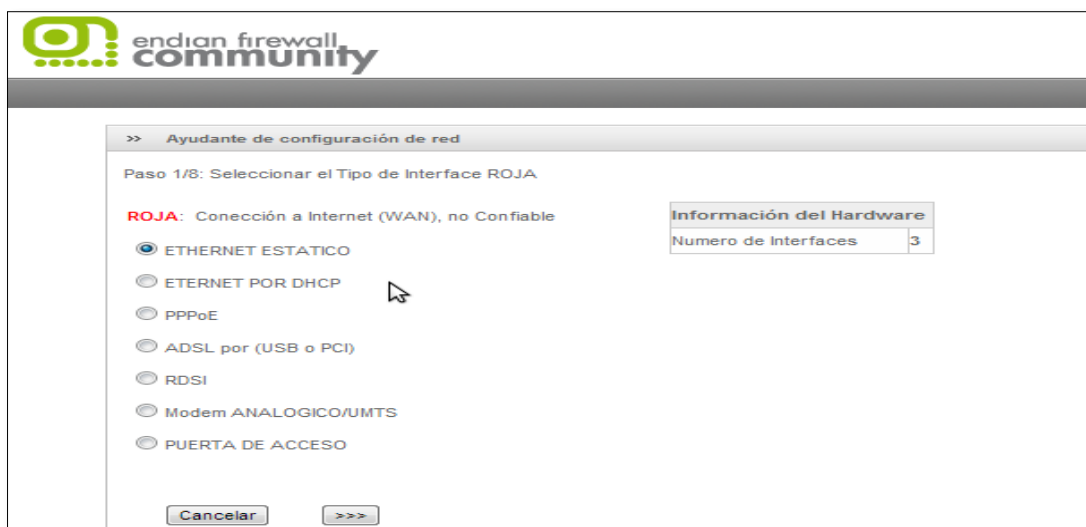 endian firewall
community
>> Ayudante de configuración de red
Paso 1/8: Seleccionar el Tipo de Interface ROJA
ROJA: Conección a Internet (WAN), no Confiable
Información del Hardware
Numero de Interfaces 3
ETHERNET ESTATICO
ETERNET POR DHCP
PPPoE
ADSL por (USB o PCI)
RDSI
Modem ANALOGICO/UMTS
PUERTA DE ACCESO
Cancelar >>>